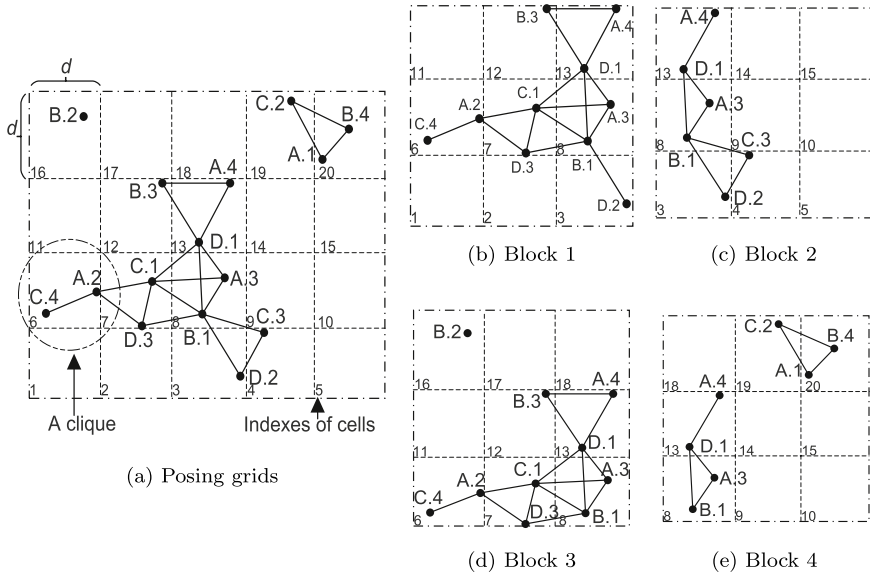 d
d
B.2
C.2
B.4
A.1
16
17
18
19
20
A.4
B.3
11
12
13
14
15
D.1
A.2
C.1
A.3
C.4
6
7
8
9
10
D.3
B.1
C.3
D.2
1
2
3
4
5
A clique
Indexes of cells
(a) Posing grids
B.3
A.4
11
12
13
D.1
C.1
A.2
A.3
C.4
6
7
8
D.3
B.1
D.2
1
2
3
(b) Block 1
A.4
D.1
13
14
15
A.3
B.1
C.3
8
9
10
D.2
3
4
5
(c) Block 2
B.2
16
17
18
A.4
B.3
D.1
11
12
13
C.1
A.3
A.2
C.4
6
7
8
D.3
B.1
(d) Block 3
C.2
B.4
A.1
18
19
20
A.4
D.1
13
14
15
A.3
B.1
8
9
10
(e) Block 4